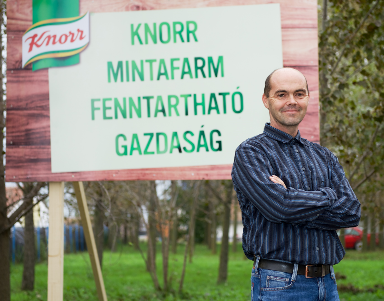 Knorr
KNORR
MINTAFARM
FENNTARTHATÓ
GAZDASÁG